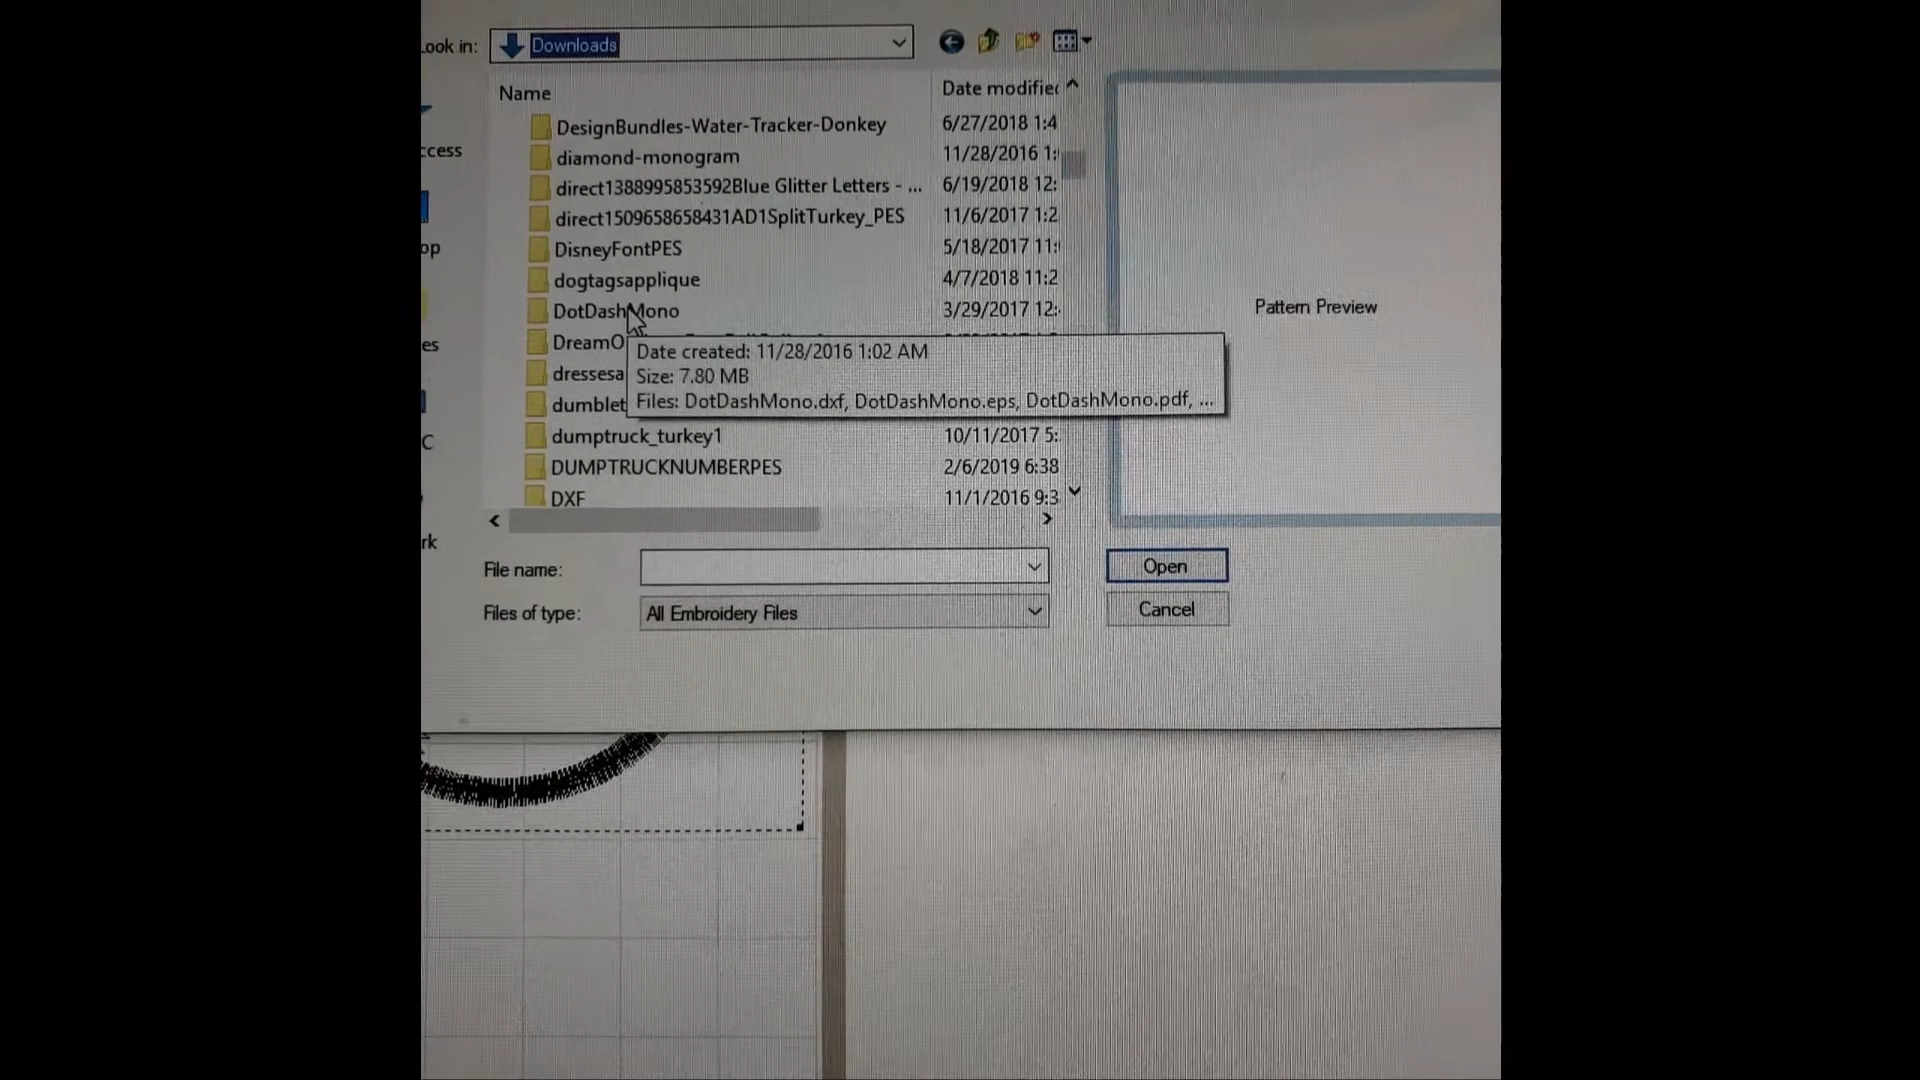 Look in: Downloads
Name Date modified
DesignBundles-Water-Tracker-Donkey 6/27/2018 1:4
diamond-monogram 11/28/2016 1:
direct1388995853592Blue Glitter Letters - ... 6/19/2018 12:
direct1509658658431AD1SplitTurkey_PES 11/6/2017 1:2
DisneyFontPES 5/18/2017 11:
dogtagsapplique 4/7/2018 11:2
DotDashMono 3/29/2017 12:
DreamO
dressesa
dumblet
Date created: 11/28/2016 1:02 AM
Size: 7.80 MB
Files: DotDashMono.dxf, DotDashMono.eps, DotDashMono.pdf, ...
dumptruck_turkey1 10/11/2017 5:
DUMPTRUCKNUMBERPES 2/6/2019 6:38
DXF 11/1/2016 9:3
ccess
op
es
C
rk
Pattern Preview
File name:
Open
Files of type: All Embroidery Files
Cancel